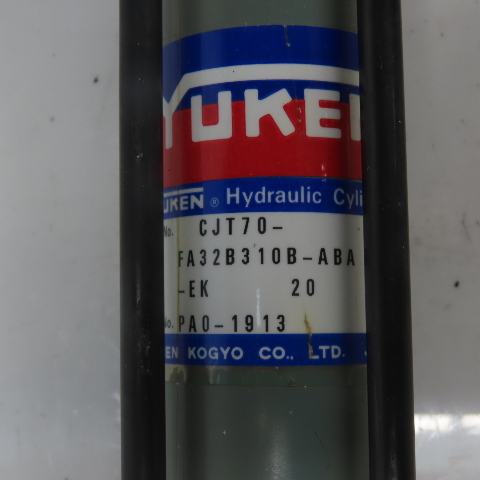 YUKEN
YUKEN ® Hydraulic Cyli
No. CJT70-
FA32B310B-ABA
-EK 20
No. PA0-1913
KEN KOGYO CO., LTD. J